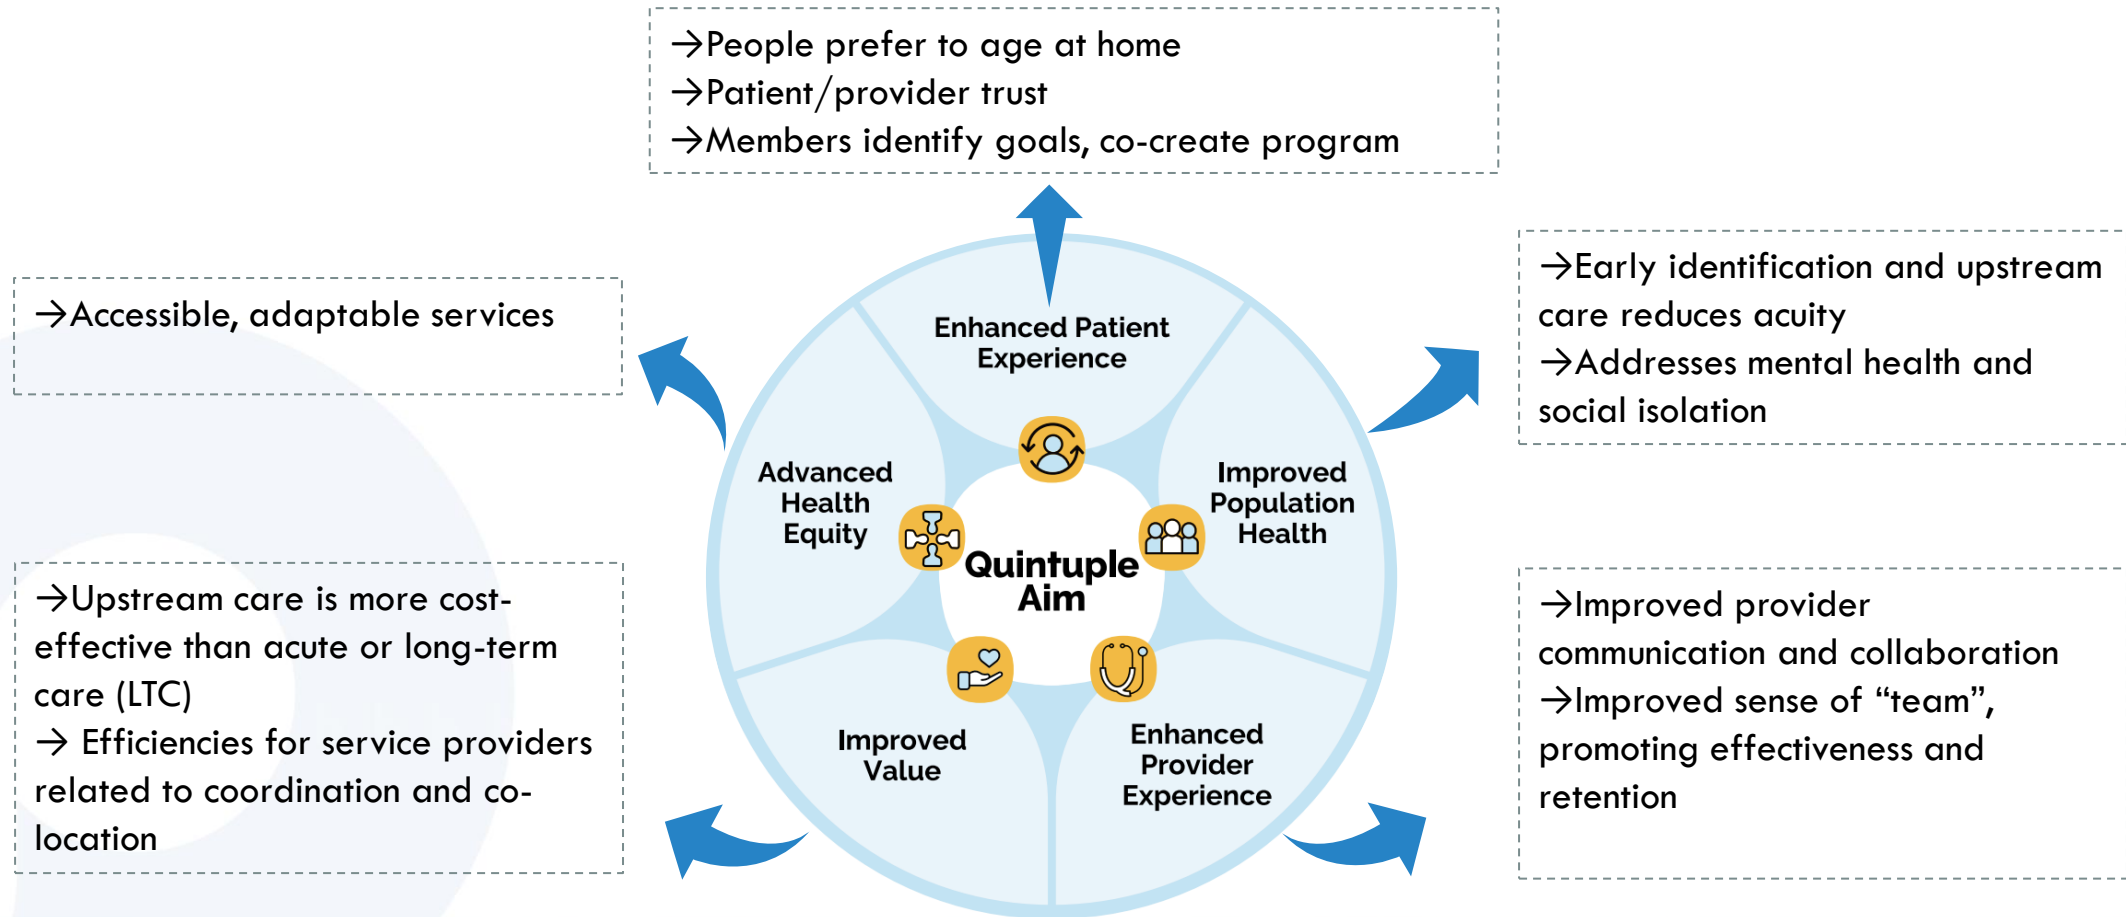 →People prefer to age at home
→Patient/provider trust
→Members identify goals, co-create program
→Accessible, adaptable services
→Early identification and upstream
care reduces acuity
→Addresses mental health and
social isolation
Enhanced Patient
Experience
Advanced
Health
Equity
Improved
Population
Health
Quintuple
Aim
Improved
Value
Enhanced
Provider
Experience
→Upstream care is more cost-
effective than acute or long-term
care (LTC)
→ Efficiencies for service providers
related to coordination and co-
location
→Improved provider
communication and collaboration
→Improved sense of “team”,
promoting effectiveness and
retention